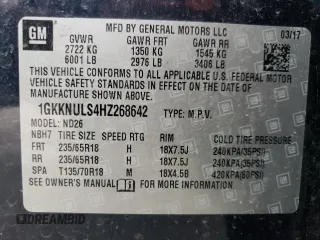 GM
MFD BY GENERAL MOTORS LLC
03/17
GVWR GAWR FRT GAWR RR
2722 KG 1350 KG 1545 KG
6001 LB 2976 LB 3406 LB
THIS VEHICLE CONFORMS TO ALL APPLICABLE U.S. FEDERAL MOTOR
VEHICLE SAFETY STANDARDS IN EFFECT ON THE DATE OF
MANUFACTURE SHOWN ABOVE.
1GKKNULS4HZ268642 TYPE: M.P.V.
MODEL: ND26
NBH7 TIRE SIZE SPEED RTG RIM COLD TIRE PRESSURE
FRT 235/65R18 H 18X7.5J 240KPA(35PSI)
RR 235/65R18 H 18X7.5J 240KPA(35PSI)
SPA T135/70R18 M 18X4.5B 420KPA(60PSI)
SEE OWNER'S MANUAL
DREAMBID